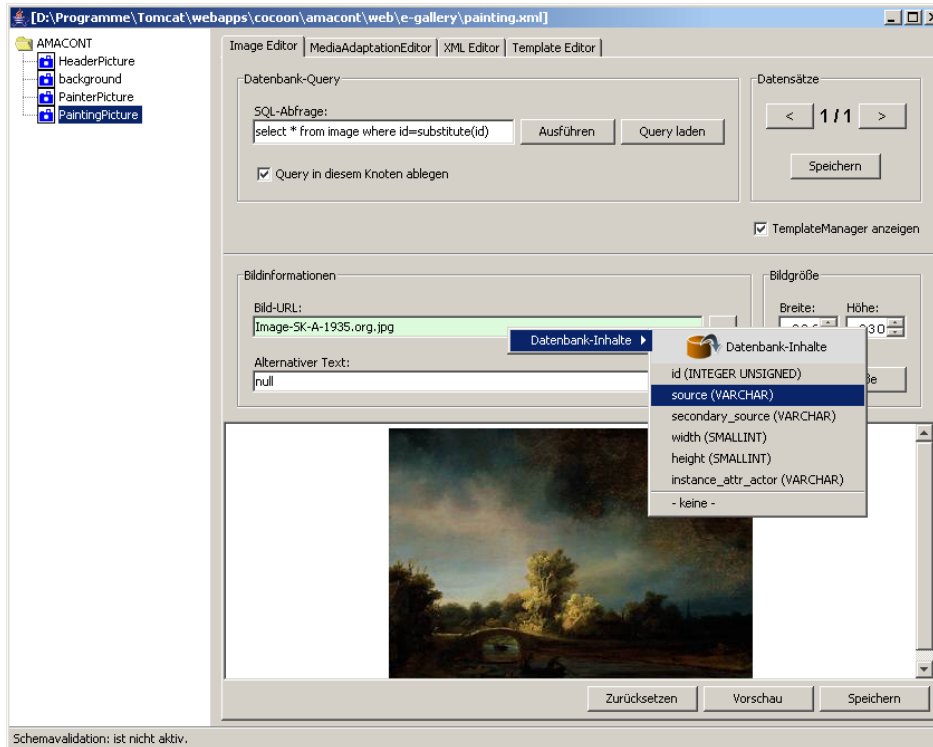 [D:\Programme\Tomcat\webapps\cocoon\amacont\web\e-gallery\painting.xml]
AMACONT
HeaderPicture
background
PainterPicture
PaintingPicture
Image Editor MediaAdaptationEditor XML Editor Template Editor
Datenbank-Query
SQL-Abfrage:
select * from image where id=substitute(id)
Ausführen
Query laden
Query in diesem Knoten ablegen
Datensätze
< 1 / 1 >
Speichern
TemplateManager anzeigen
Bildinformationen
Bild-URL:
Image-SK-A-1935.org.jpg
Alternativer Text:
null
Bildgröße
Breite: Höhe:
Datenbank-Inhalte
Datenbank-Inhalte
id (INTEGER UNSIGNED)
source (VARCHAR)
secondary_source (VARCHAR)
width (SMALLINT)
height (SMALLINT)
instance_attr_actor (VARCHAR)
- keine -
Zurücksetzen
Vorschau
Speichern
Schemavalidation: ist nicht aktiv.